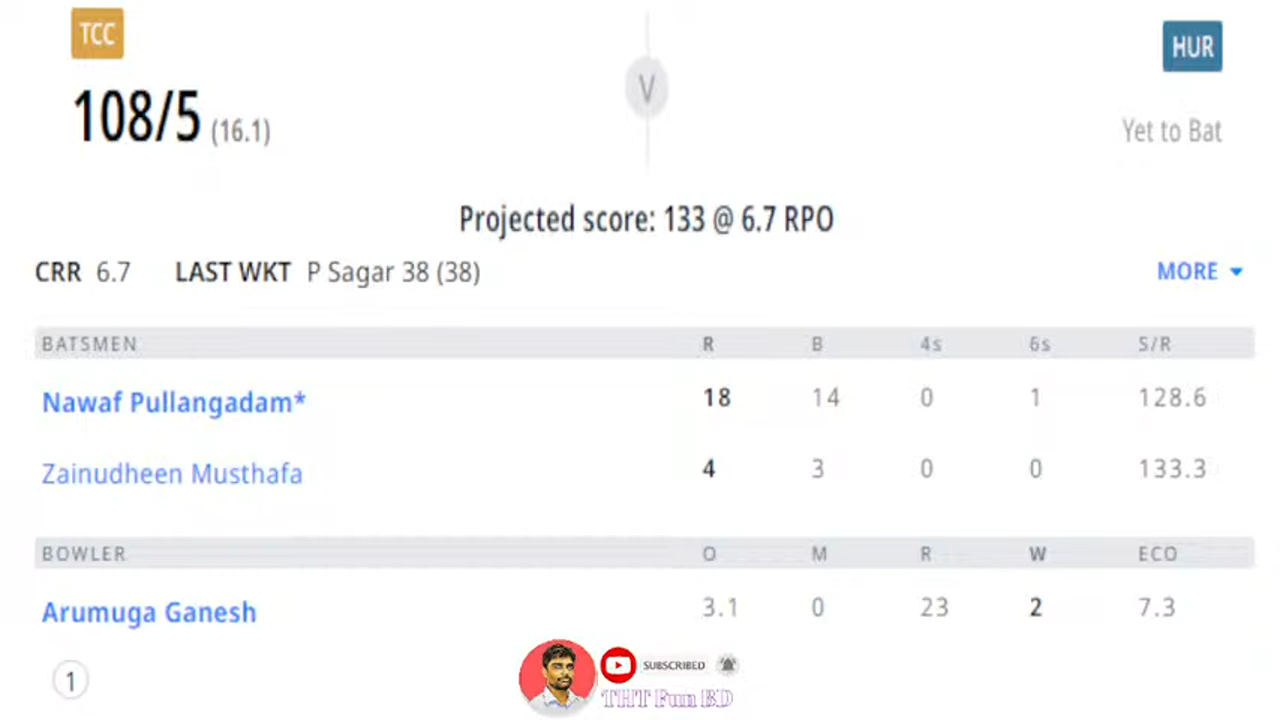 TCC
HUR
V
108/5 (16.1)
Yet to Bat
Projected score: 133 @ 6.7 RPO
CRR 6.7 LAST WKT P Sagar 38 (38)
MORE
BATSMEN R B 4s 6s S/R
Nawaf Pullangadam* 18 14 0 1 128.6
Zainudheen Musthafa 4 3 0 0 133.3
BOWLER O M R W ECO
Arumuga Ganesh 3.1 0 23 2 7.3
1
SUBSCRIBED
THT Fun BD